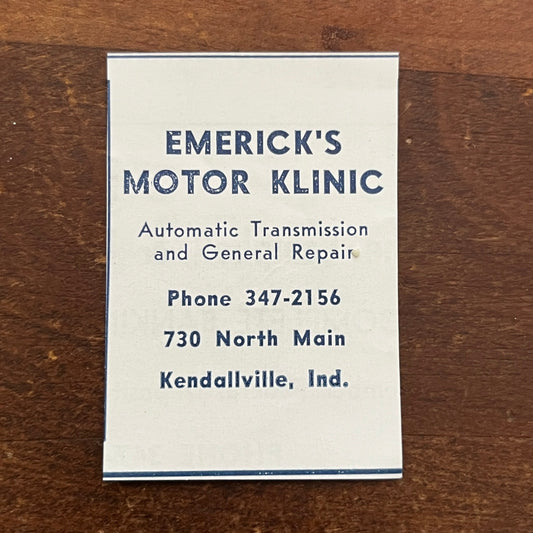 EMERICK'S
MOTOR KLINIC
Automatic Transmission
and General Repair
Phone 347-2156
730 North Main
Kendallville, Ind.